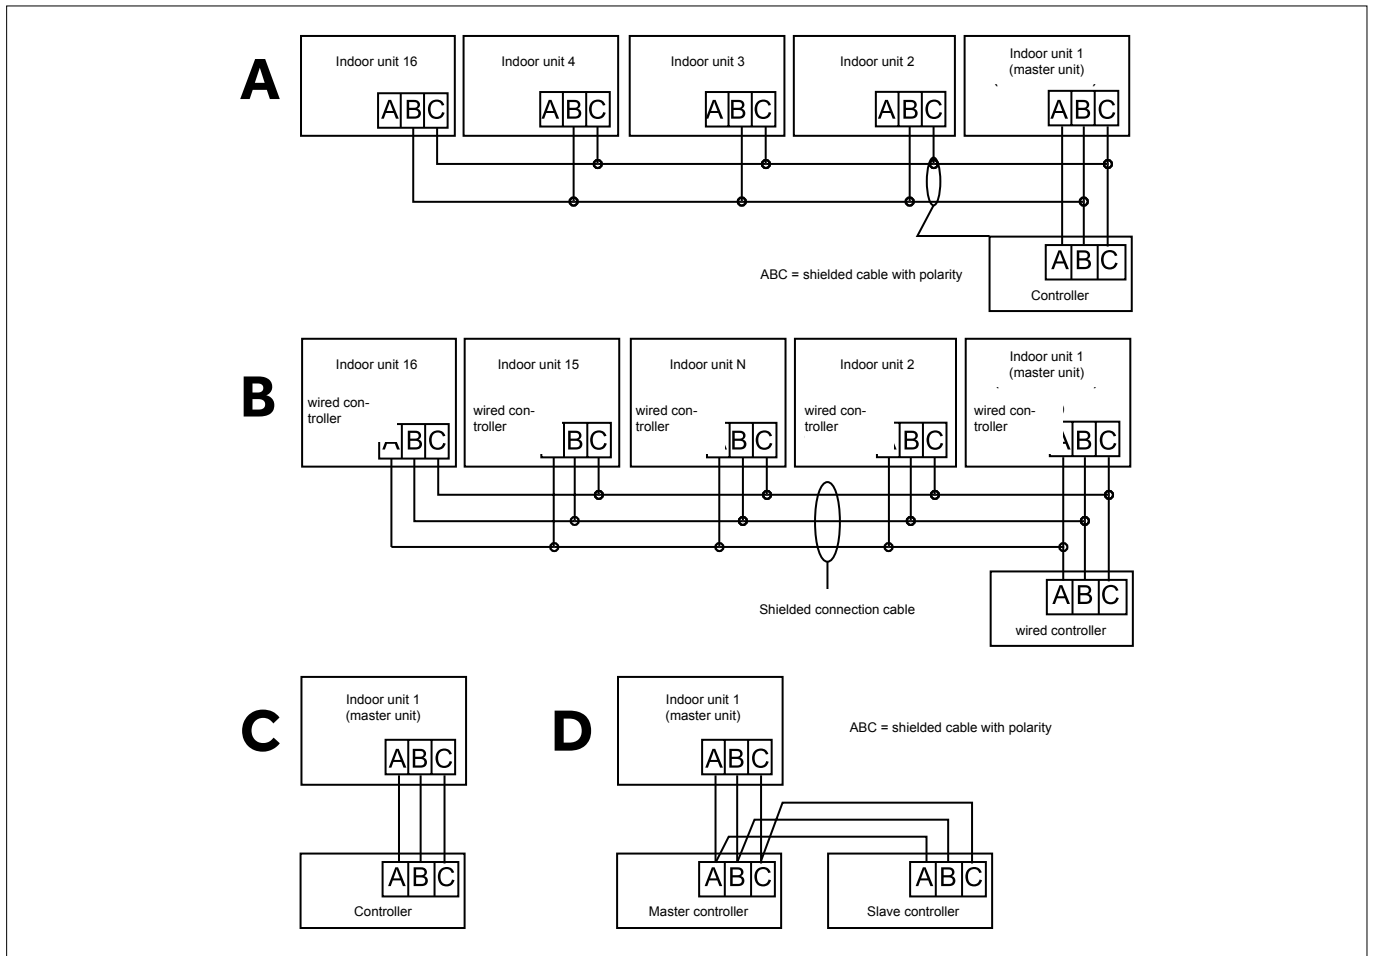 A
Indoor unit 16
Indoor unit 4
Indoor unit 3
Indoor unit 2
Indoor unit 1
(master unit)
ABC
ABC
ABC
ABC
ABC
ABC
Controller
ABC = shielded cable with polarity
B
Indoor unit 16
Indoor unit 15
Indoor unit N
Indoor unit 2
Indoor unit 1
(master unit)
wired con-
troller
wired con-
troller
wired con-
troller
wired con-
troller
wired con-
troller
BC
BC
BC
BC
BC
ABC
wired controller
Shielded connection cable
C
Indoor unit 1
(master unit)
ABC
ABC
Controller
D
Indoor unit 1
(master unit)
ABC
ABC = shielded cable with polarity
ABC
Master controller
ABC
Slave controller